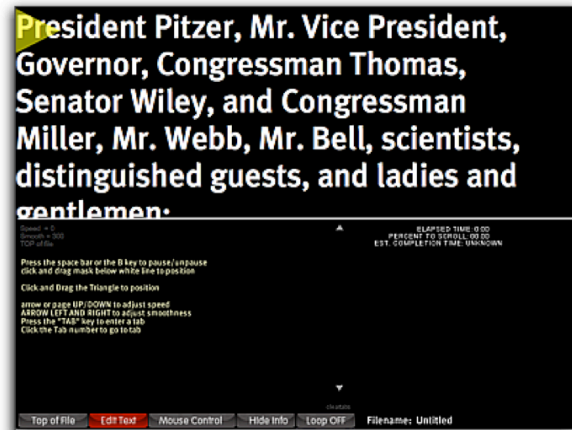 President Pitzer, Mr. Vice President,
Governor, Congressman Thomas,
Senator Wiley, and Congressman
Miller, Mr. Webb, Mr. Bell, scientists,
distinguished guests, and ladies and
gentlemen:
Speed = 0
Smooth = 300
TOP of file
ELAPSED TIME: 0:00
PERCENT TO SCROLL: 00.00
EST. COMPLETION TIME: UNKNOWN
Press the space bar or the B key to pause/unpause
click and drag mask below white line to position
Click and Drag the Triangle to position
arrow or page UP/DOWN to adjust speed
ARROW LEFT AND RIGHT to adjust smoothness
Press the "TAB" key to enter a tab
Click the Tab number to go to tab
Top of File Edit Text Mouse Control Hide Info Loop OFF Filename: Untitled